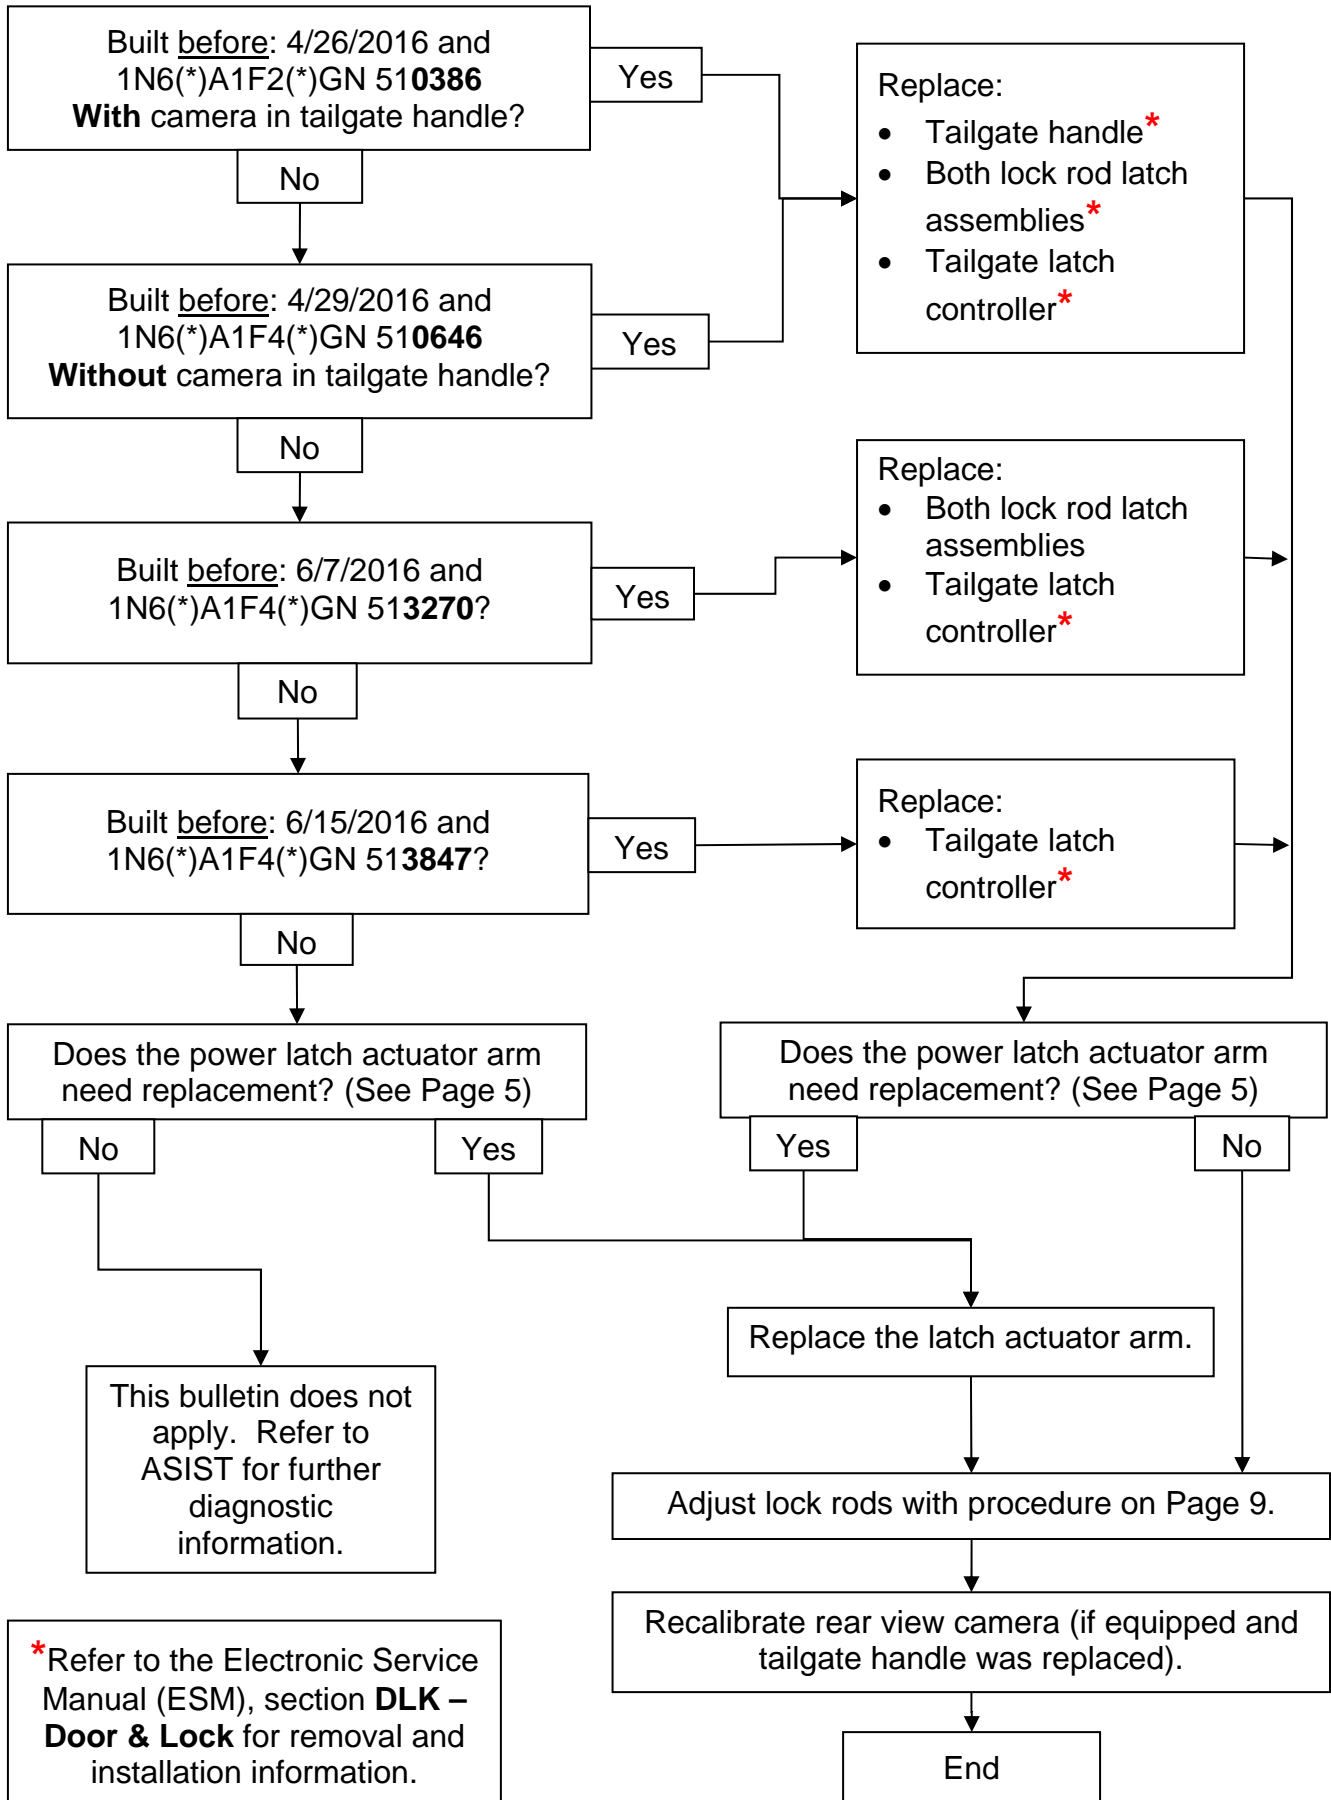 Built before: 4/26/2016 and
1N6(*)A1F2(*)GN 510386
With camera in tailgate handle?
Yes
No
Replace:
• Tailgate handle*
• Both lock rod latch
assemblies*
• Tailgate latch
controller*
Built before: 4/29/2016 and
1N6(*)A1F4(*)GN 510646
Without camera in tailgate handle?
Yes
No
Built before: 6/7/2016 and
1N6(*)A1F4(*)GN 513270?
Yes
No
Replace:
• Both lock rod latch
assemblies
• Tailgate latch
controller*
Built before: 6/15/2016 and
1N6(*)A1F4(*)GN 513847?
Yes
No
Replace:
• Tailgate latch
controller*
Does the power latch actuator arm
need replacement? (See Page 5)
No
Yes
Does the power latch actuator arm
need replacement? (See Page 5)
Yes
No
Replace the latch actuator arm.
This bulletin does not
apply.  Refer to
ASIST for further
diagnostic
information.
Adjust lock rods with procedure on Page 9.
Recalibrate rear view camera (if equipped and
tailgate handle was replaced).
*Refer to the Electronic Service
Manual (ESM), section DLK –
Door & Lock for removal and
installation information.
End